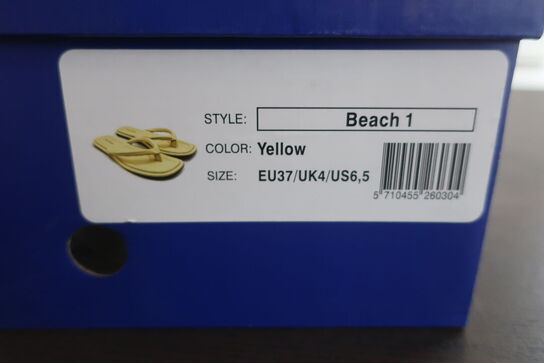 STYLE: Beach 1
COLOR: Yellow
SIZE: EU37/UK4/US6,5
5 710455 260304